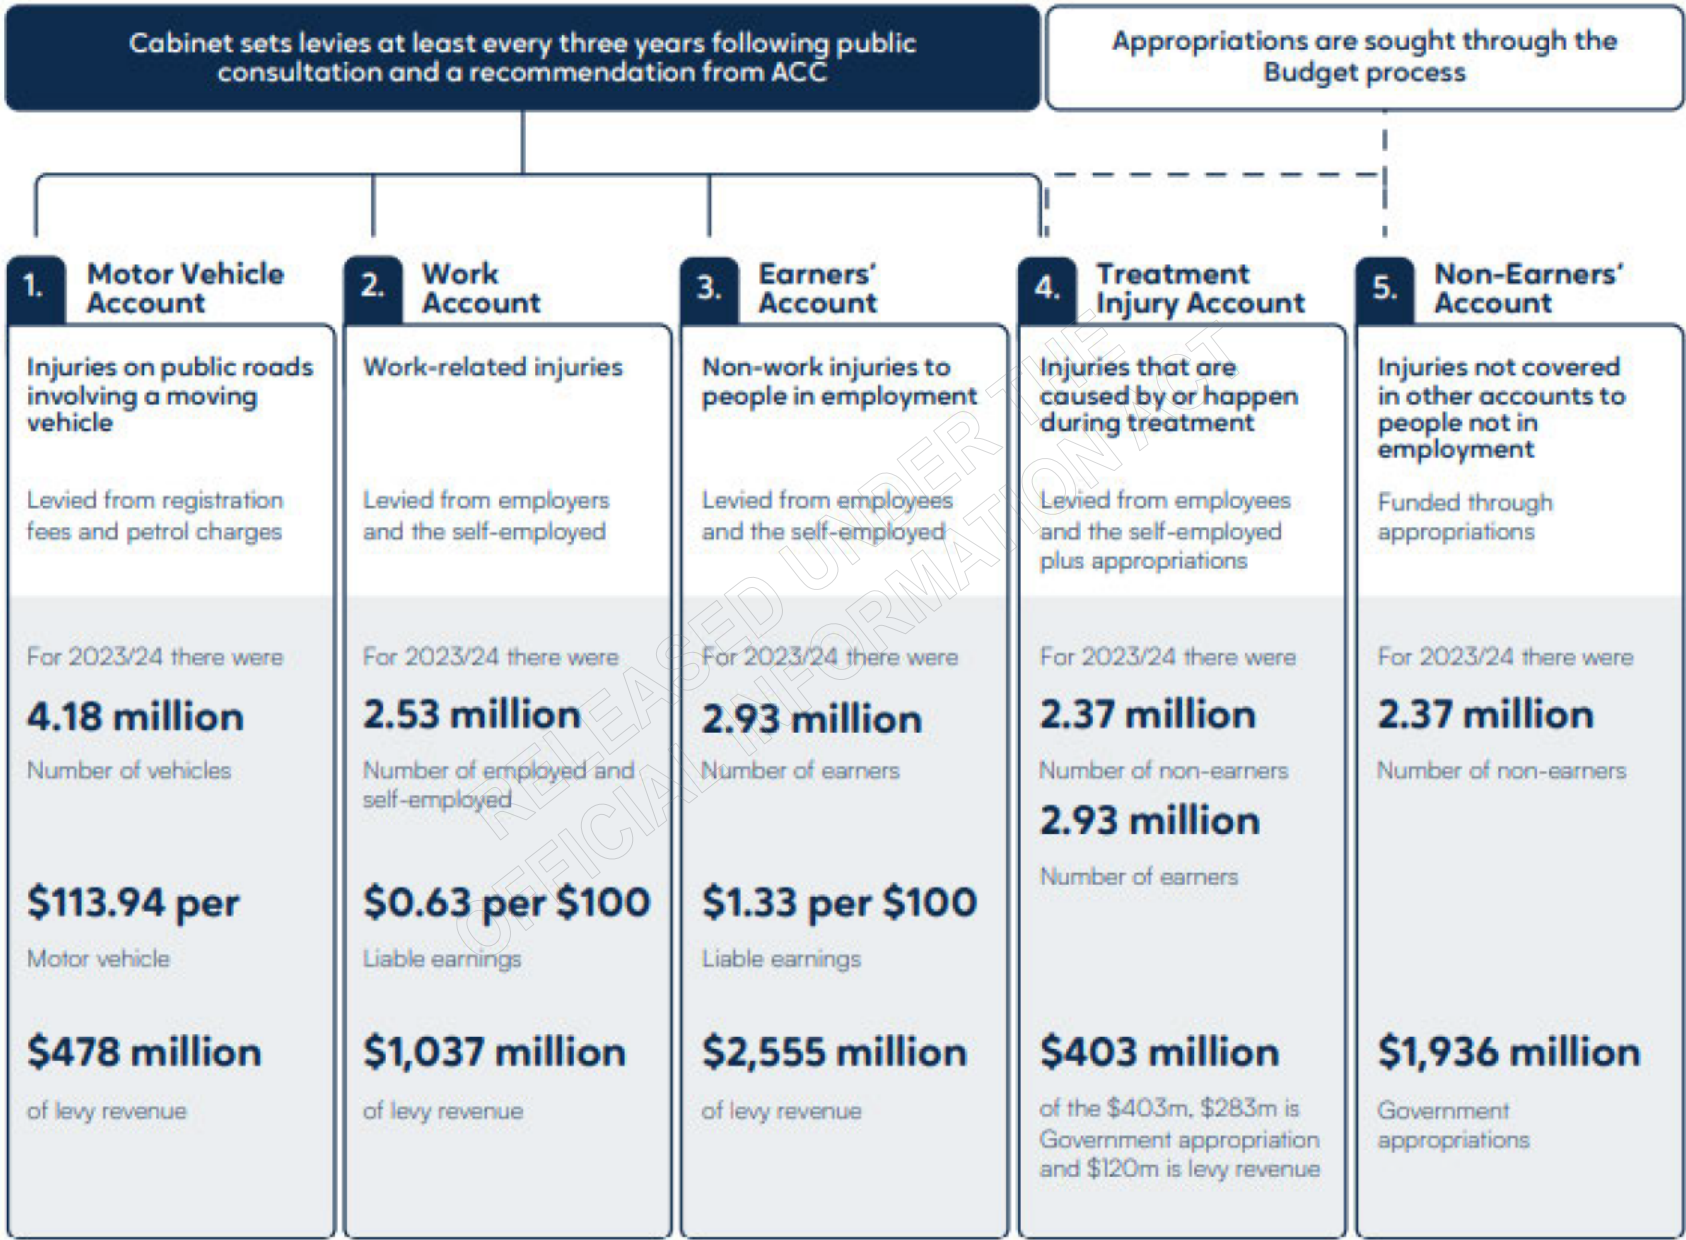 Cabinet sets levies at least every three years following public
consultation and a recommendation from ACC
Appropriations are sought through the
Budget process
1.
Motor Vehicle
Account
Injuries on public roads
involving a moving
vehicle
Levied from registration
fees and petrol charges
For 2023/24 there were
4.18 million
Number of vehicles
$113.94 per
Motor vehicle
$478 million
of levy revenue
2.
Work
Account
Work-related injuries
Levied from employers
and the self-employed
For 2023/24 there were
2.53 million
Number of employed and
self-employed
$0.63 per $100
Liable earnings
$1,037 million
of levy revenue
3.
Earners'
Account
Non-work injuries to
people in employment
Levied from employees
and the self-employed
For 2023/24 there were
2.93 million
Number of earners
$1.33 per $100
Liable earnings
$2,555 million
of levy revenue
4.
Treatment
Injury Account
Injuries that are
caused by or happen
during treatment
Levied from employees
and the self-employed
plus appropriations
For 2023/24 there were
2.37 million
Number of non-earners
2.93 million
Number of earners
$403 million
of the $403m, $283m is
Government appropriation
and $120m is levy revenue
5.
Non-Earners'
Account
Injuries not covered
in other accounts to
people not in
employment
Funded through
appropriations
For 2023/24 there were
2.37 million
Number of non-earners
$1,936 million
Government
appropriations
RELEASED UNDER THE
OFFICIAL INFORMATION ACT